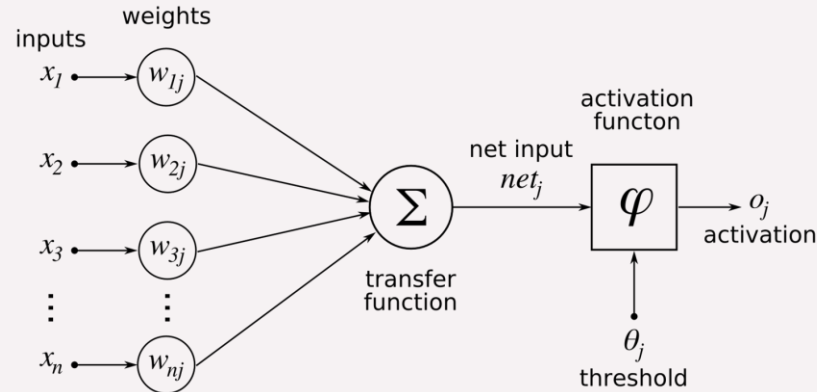 weights
inputs
x₁
w₁ⱼ
activation
functon
x₂
w₂ⱼ
net input
netⱼ
Σ
φ
oⱼ
activation
x₃
w₃ⱼ
transfer
function
⋮ ⋮
xₙ
wₙⱼ
θⱼ
threshold